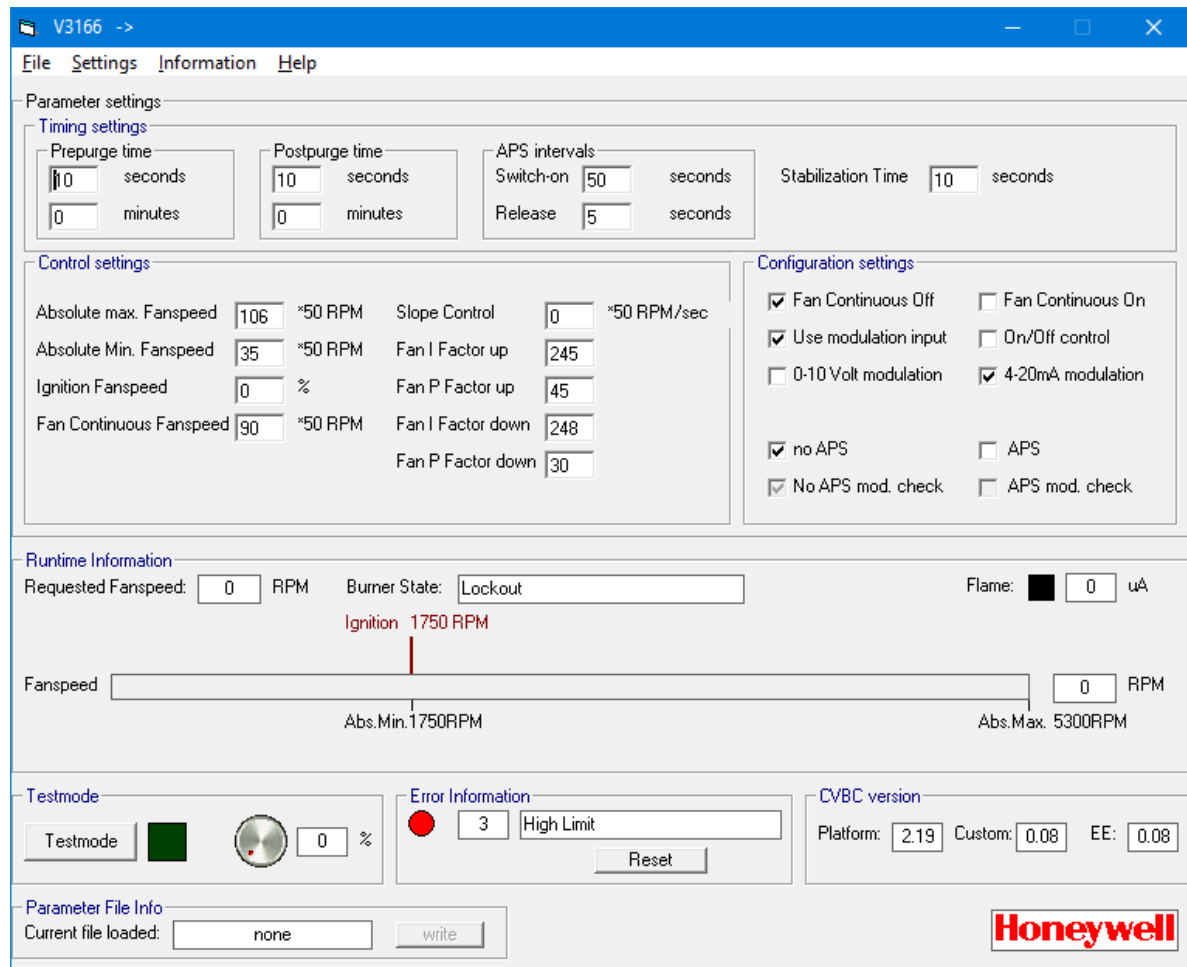 V3166 ->
File Settings Information Help
Parameter settings
Timing settings
Prepurge time
10 seconds
0 minutes
Postpurge time
10 seconds
0 minutes
APS intervals
Switch-on 50 seconds
Release 5 seconds
Stabilization Time 10 seconds
Control settings
Absolute max. Fanspeed 106 *50 RPM
Absolute Min. Fanspeed 35 *50 RPM
Ignition Fanspeed 0 %
Fan Continuous Fanspeed 90 *50 RPM
Slope Control 0 *50 RPM/sec
Fan I Factor up 245
Fan P Factor up 45
Fan I Factor down 248
Fan P Factor down 30
Configuration settings
Fan Continuous Off Fan Continuous On
Use modulation input On/Off control
0-10 Volt modulation 4-20mA modulation
no APS APS
No APS mod. check APS mod. check
Runtime Information
Requested Fanspeed: 0 RPM Burner State: Lockout Flame: 0 uA
Ignition 1750 RPM
Fanspeed 0 RPM
Abs.Min.1750RPM Abs.Max. 5300RPM
Testmode
Testmode 0 %
Error Information
3 High Limit
Reset
CVBC version
Platform: 2.19 Custom: 0.08 EE: 0.08
Parameter File Info
Current file loaded: none write
Honeywell